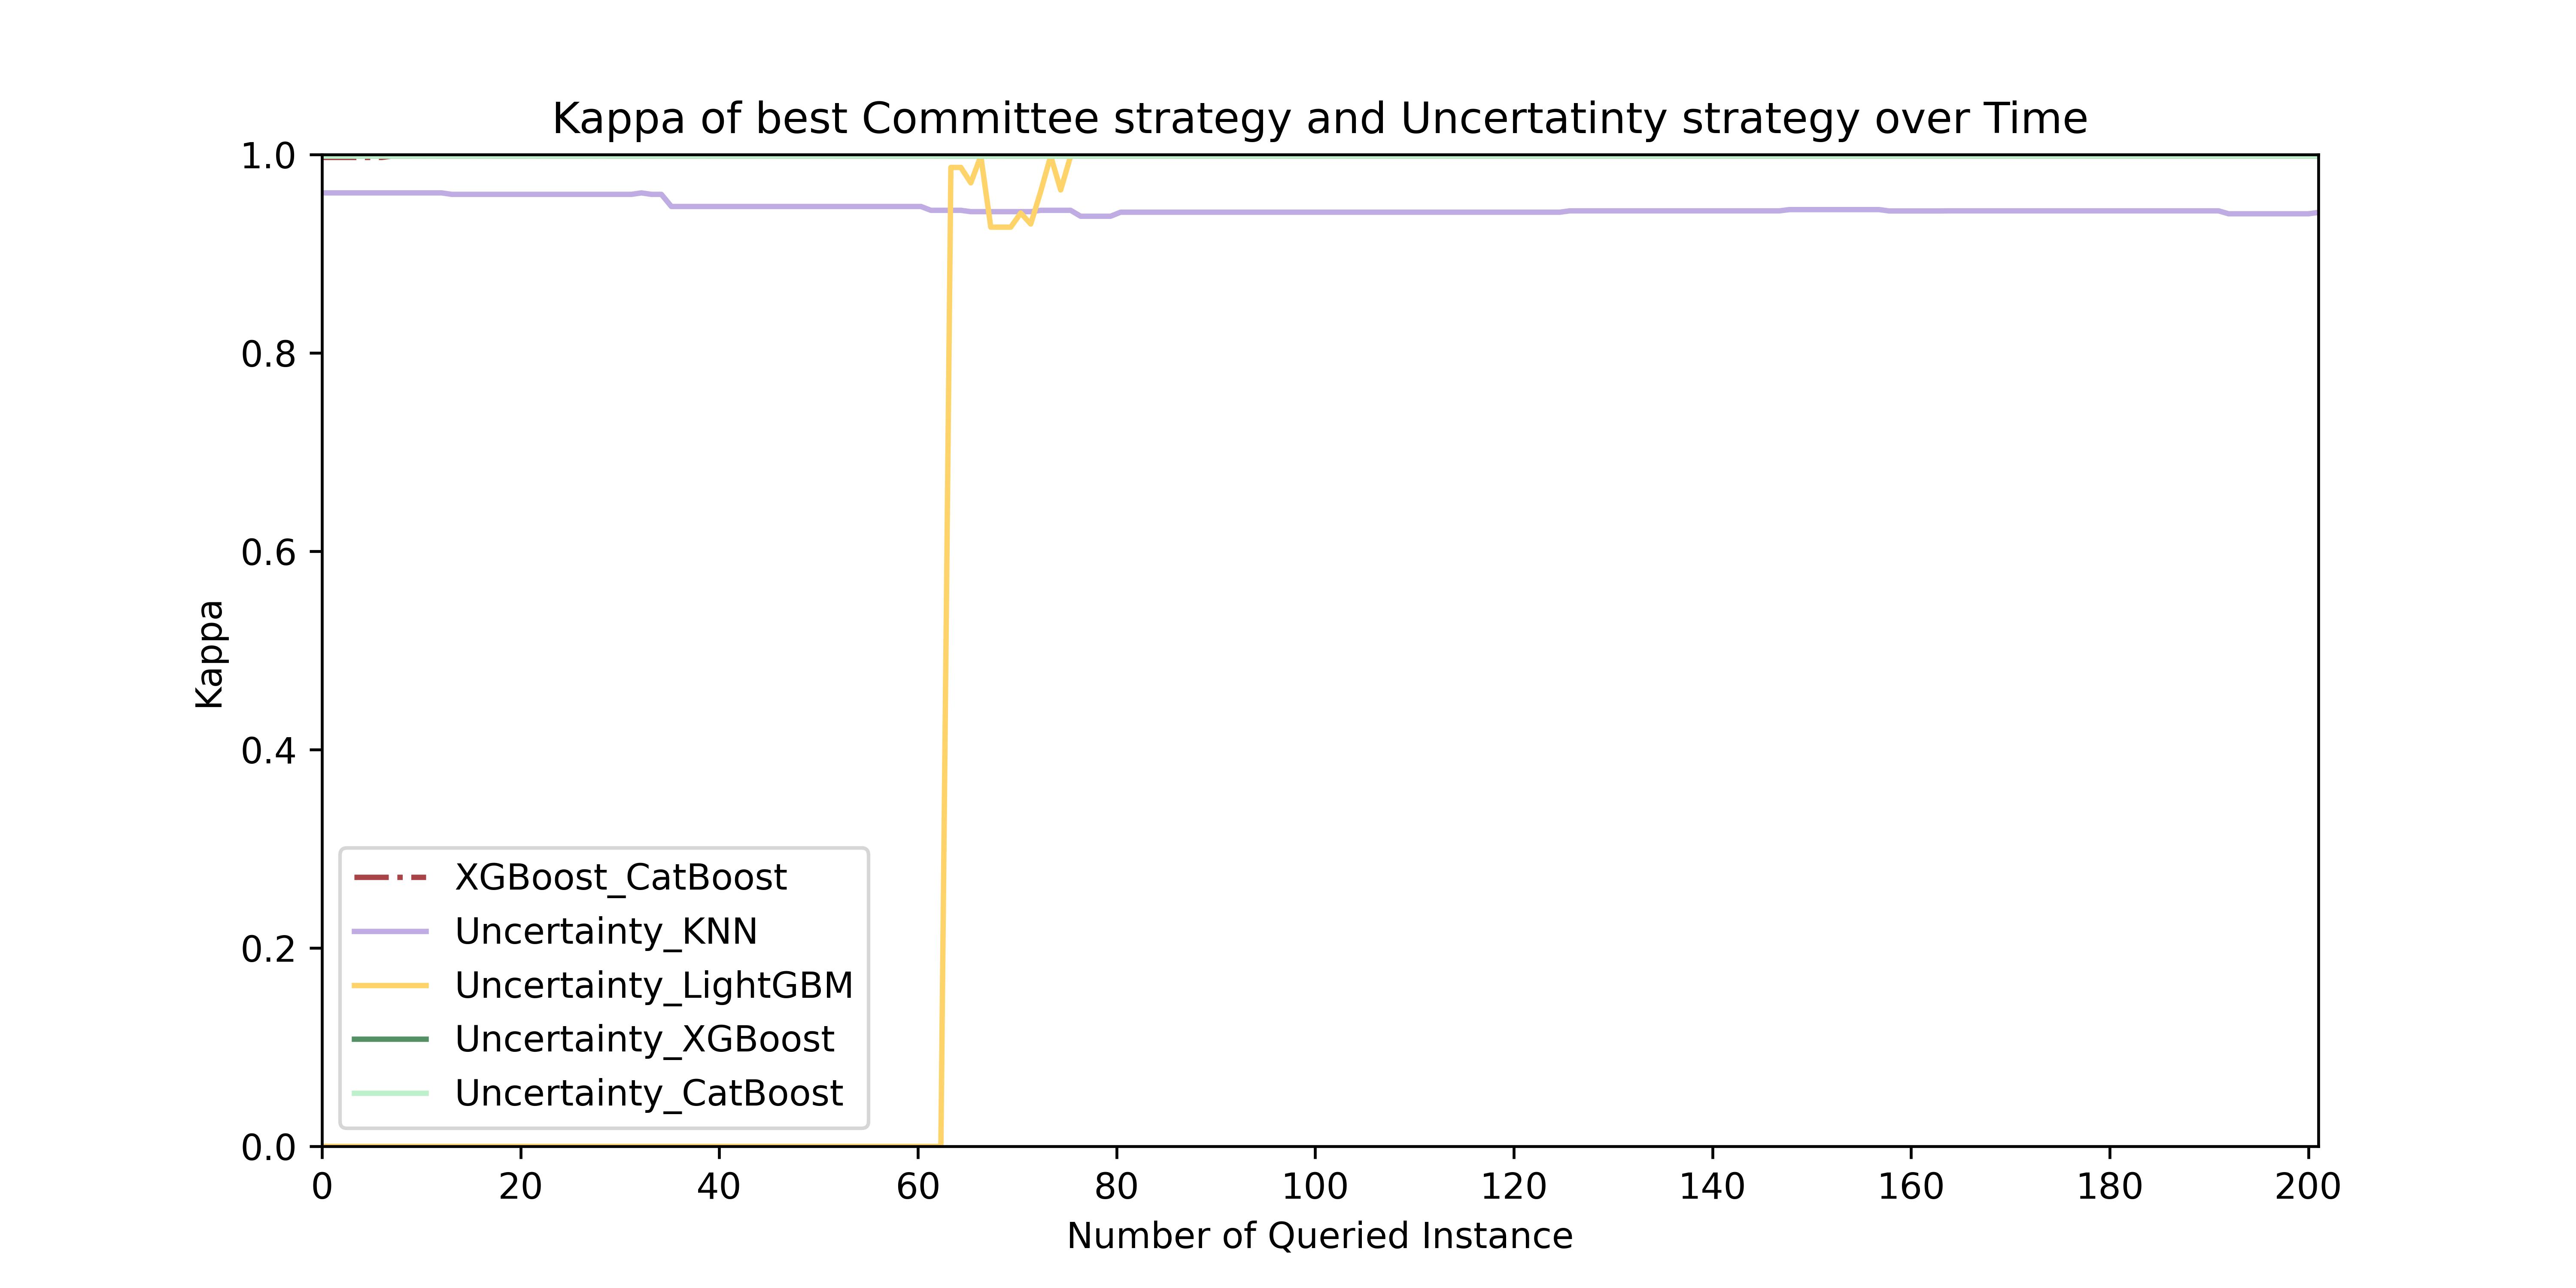 Kappa of best Committee strategy and Uncertatinty strategy over Time
1.0
0.8
0.6
0.4
0.2
0.0
Kappa
XGBoost_CatBoost
Uncertainty_KNN
Uncertainty_LightGBM
Uncertainty_XGBoost
Uncertainty_CatBoost
0 20 40 60 80 100 120 140 160 180 200
Number of Queried Instance